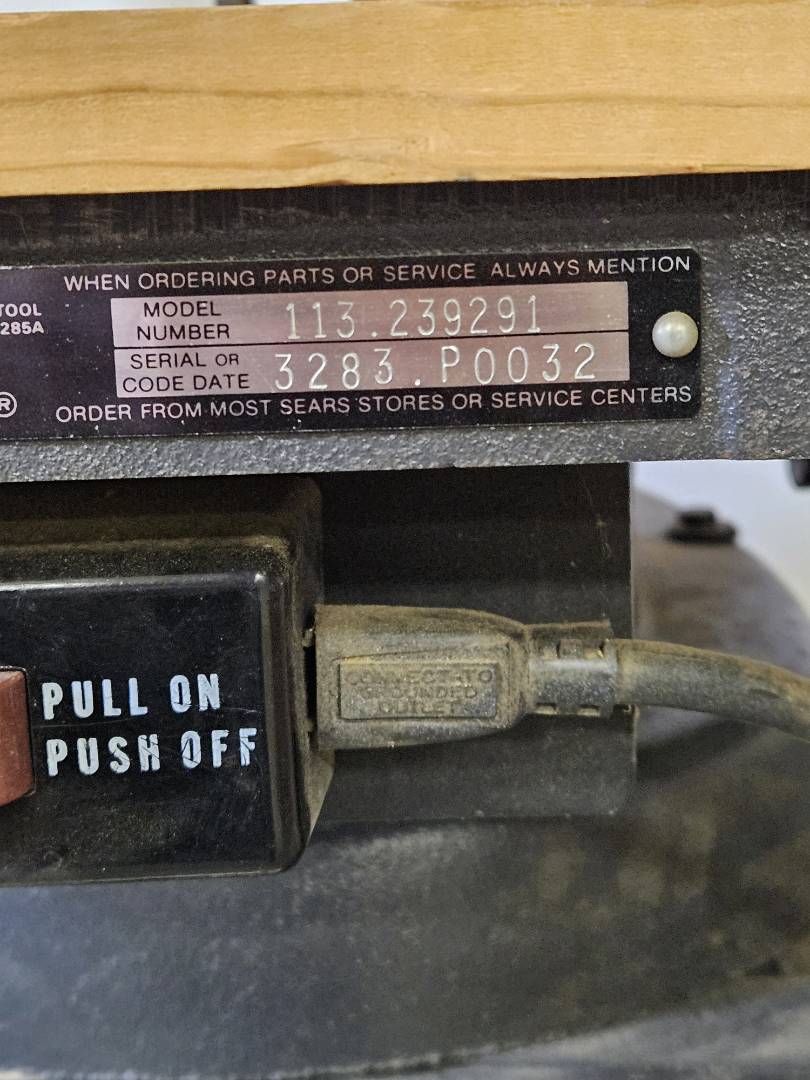 WHEN ORDERING PARTS OR SERVICE ALWAYS MENTION
TOOL
285A
MODEL NUMBER 113.239291
SERIAL OR CODE DATE 3283.P0032
®
ORDER FROM MOST SEARS STORES OR SERVICE CENTERS
PULL ON
PUSH OFF
CONNECT TO
GROUNDED
OUTLET